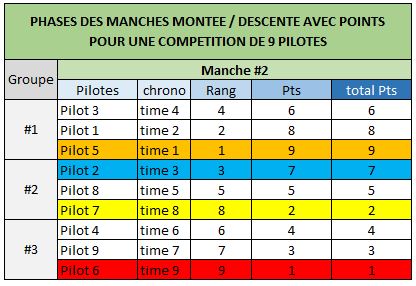 PHASES DES MANCHES MONTEE / DESCENTE AVEC POINTS
POUR UNE COMPETITION DE 9 PILOTES
Groupe Manche #2
Pilotes chrono Rang Pts total Pts
#1 Pilot 3 time 4 4 6 6
Pilot 1 time 2 2 8 8
Pilot 5 time 1 1 9 9
#2 Pilot 2 time 3 3 7 7
Pilot 8 time 5 5 5 5
Pilot 7 time 8 8 2 2
#3 Pilot 4 time 6 6 4 4
Pilot 9 time 7 7 3 3
Pilot 6 time 9 9 1 1